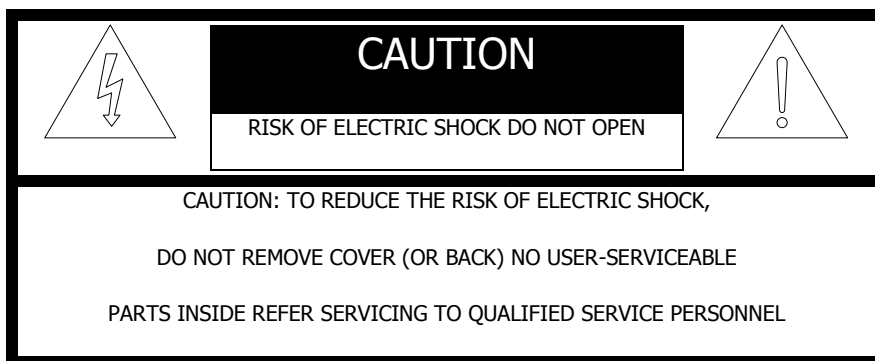 CAUTION
RISK OF ELECTRIC SHOCK DO NOT OPEN
CAUTION: TO REDUCE THE RISK OF ELECTRIC SHOCK,
DO NOT REMOVE COVER (OR BACK) NO USER-SERVICEABLE
PARTS INSIDE REFER SERVICING TO QUALIFIED SERVICE PERSONNEL